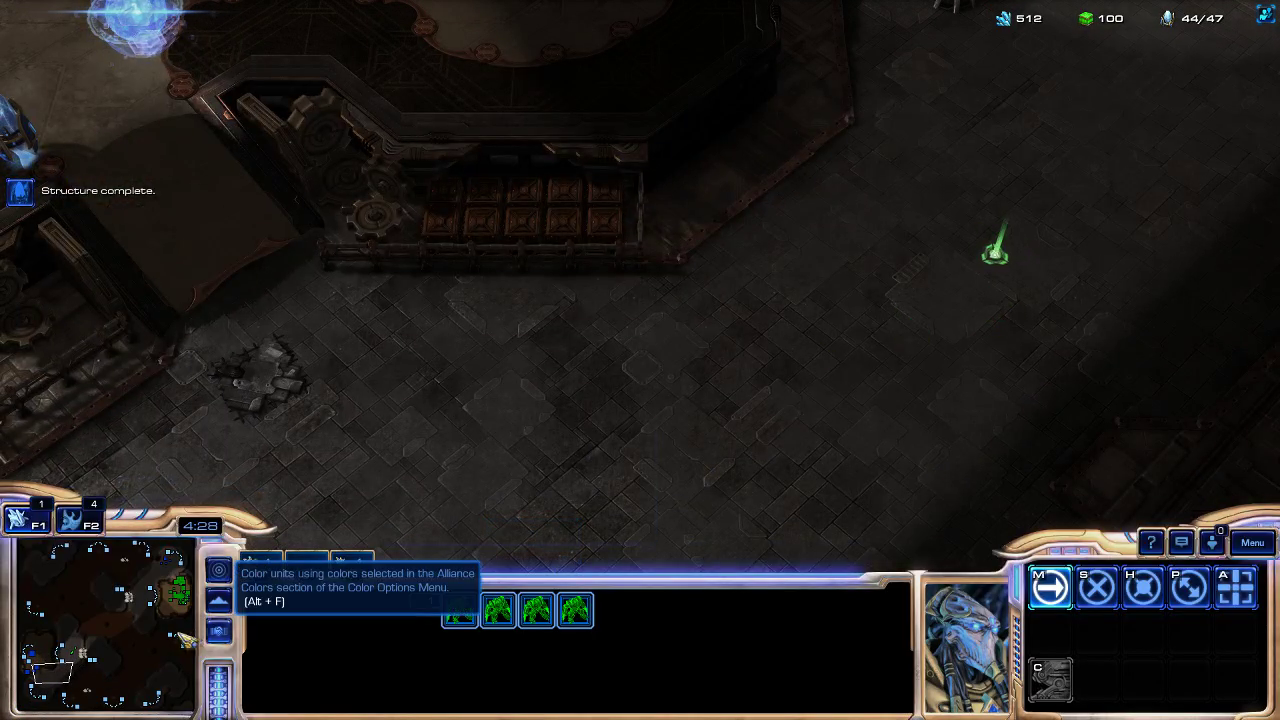 512
100
44/47
Structure complete.
1
4
F1
F2
4:28
0
?
Menu
Color units using colors selected in the Alliance
Colors section of the Color Options Menu.
(Alt + F)
M
S
H
P
A
C